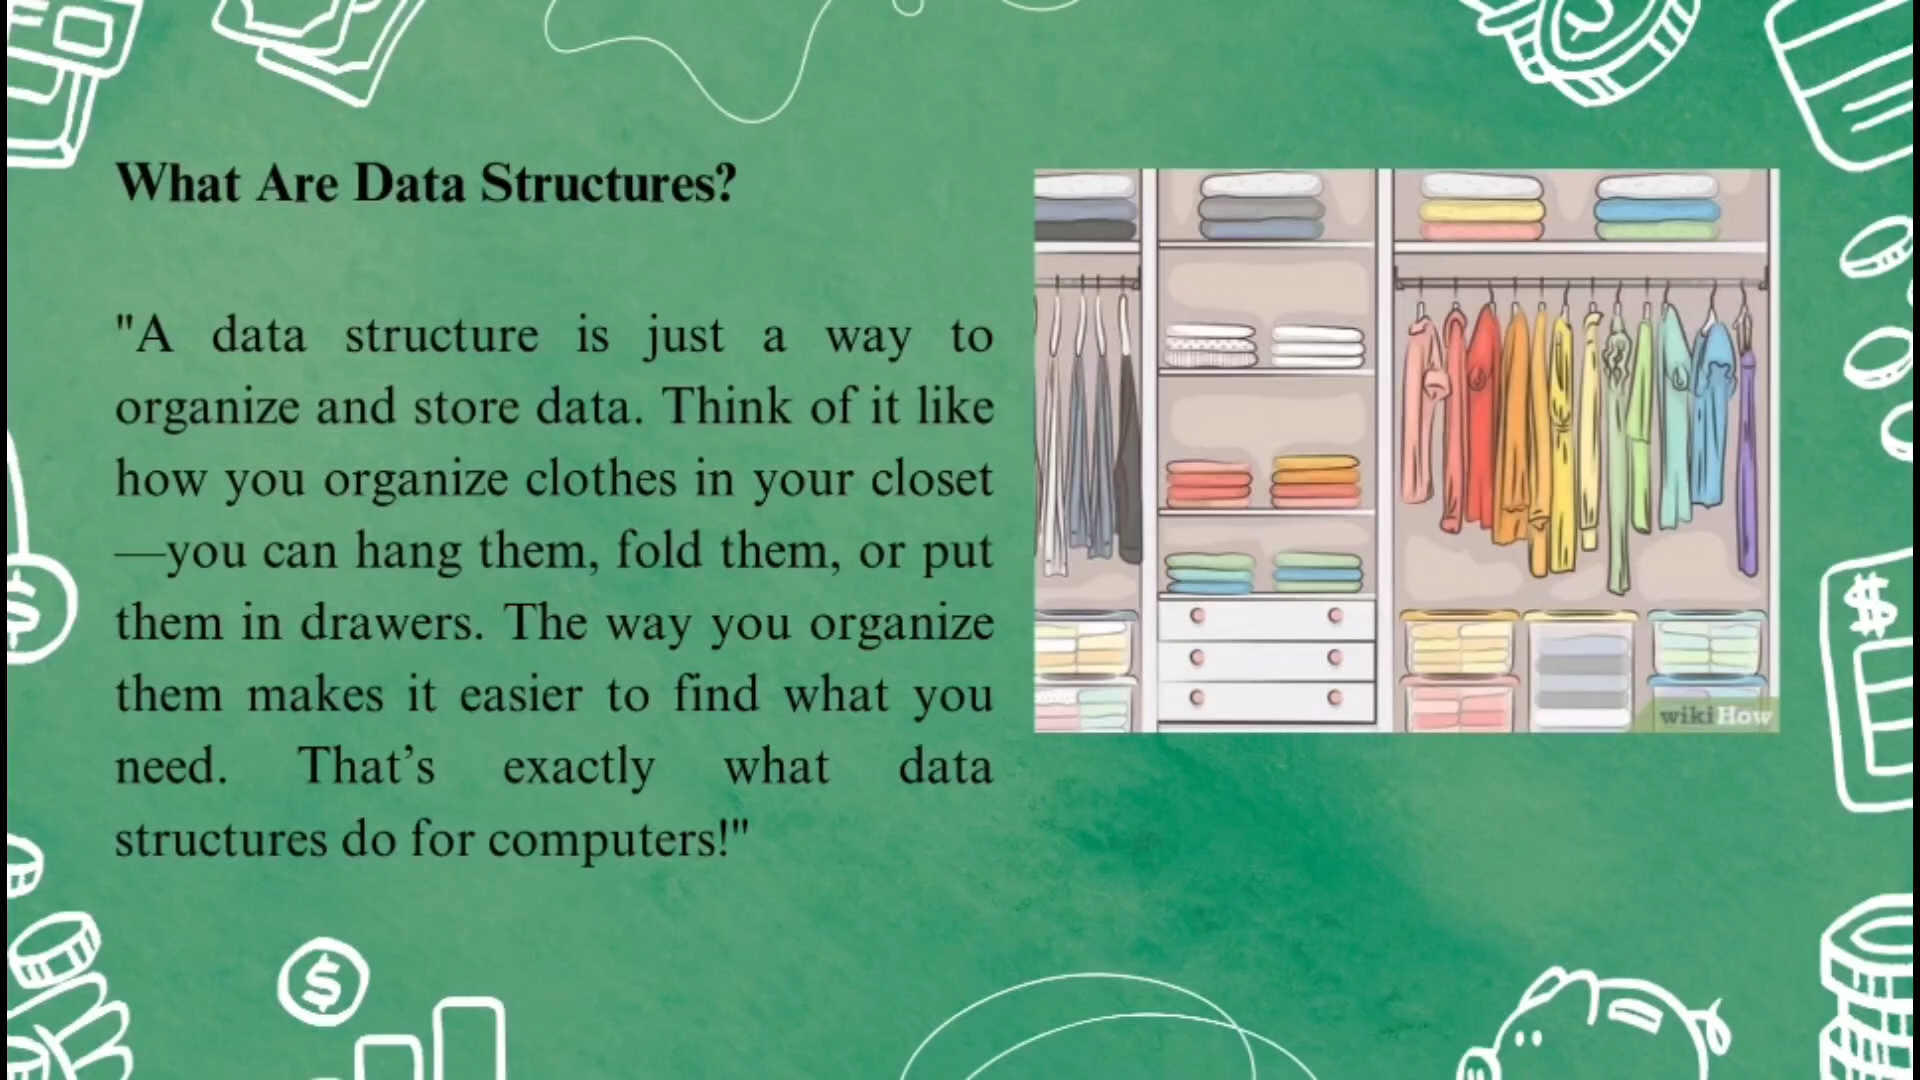 What Are Data Structures?
"A data structure is just a way to
organize and store data. Think of it like
how you organize clothes in your closet
—you can hang them, fold them, or put
them in drawers. The way you organize
them makes it easier to find what you
need. That’s exactly what data
structures do for computers!"
wikiHow
$
$
$